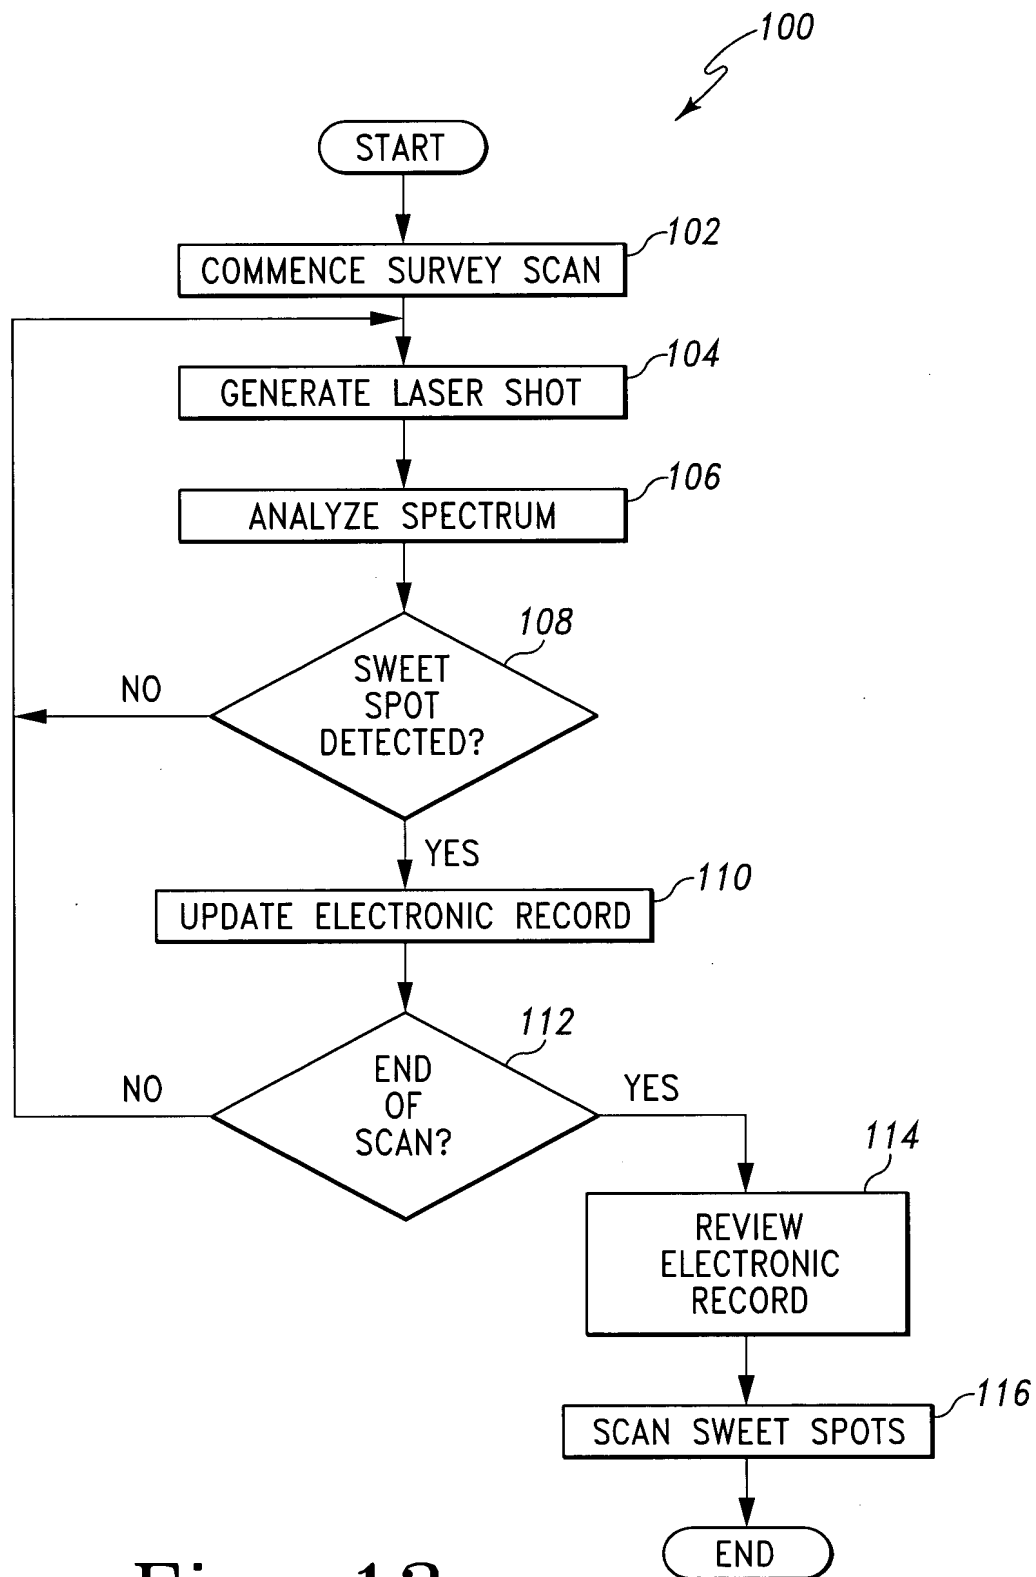 100
START
102
COMMENCE SURVEY SCAN
104
GENERATE LASER SHOT
106
ANALYZE SPECTRUM
108
SWEET
SPOT
DETECTED?
NO
YES
110
UPDATE ELECTRONIC RECORD
112
END
OF
SCAN?
NO
YES
114
REVIEW
ELECTRONIC
RECORD
116
SCAN SWEET SPOTS
END